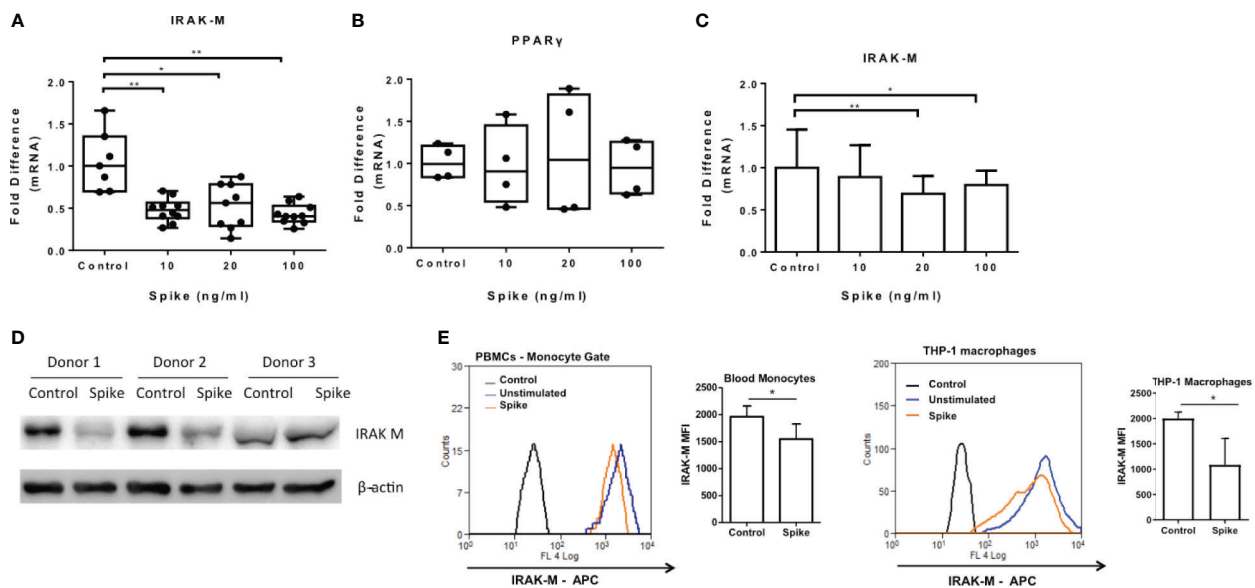 A
IRAK-M
**
*
**
2.0
1.5
1.0
0.5
0.0
Fold Difference
(mRNA)
Control 10 20 100
Spike (ng/ml)
B
PPARγ
2.0
1.5
1.0
0.5
0.0
Fold Difference
(mRNA)
Control 10 20 100
Spike (ng/ml)
C
IRAK-M
*
**
2.0
1.5
1.0
0.5
0.0
Fold Difference
(mRNA)
Control 10 20 100
Spike (ng/ml)
D
Donor 1 Donor 2 Donor 3
Control Spike Control Spike Control Spike
IRAK M
β-actin
E
PBMCs - Monocyte Gate
30
22
15
7
0
Counts
Control
Unstimulated
Spike
10⁰ 10¹ 10² 10³ 10⁴
FL 4 Log
IRAK-M - APC
Blood Monocytes
*
2500
2000
1500
1000
500
0
IRAK-M MFI
Control Spike
THP-1 macrophages
200
150
100
50
0
Counts
Control
Unstimulated
Spike
10⁰ 10¹ 10² 10³ 10⁴
FL 4 Log
IRAK-M - APC
THP-1 Macrophages
*
2500
2000
1500
1000
500
0
IRAK-M MFI
Control Spike